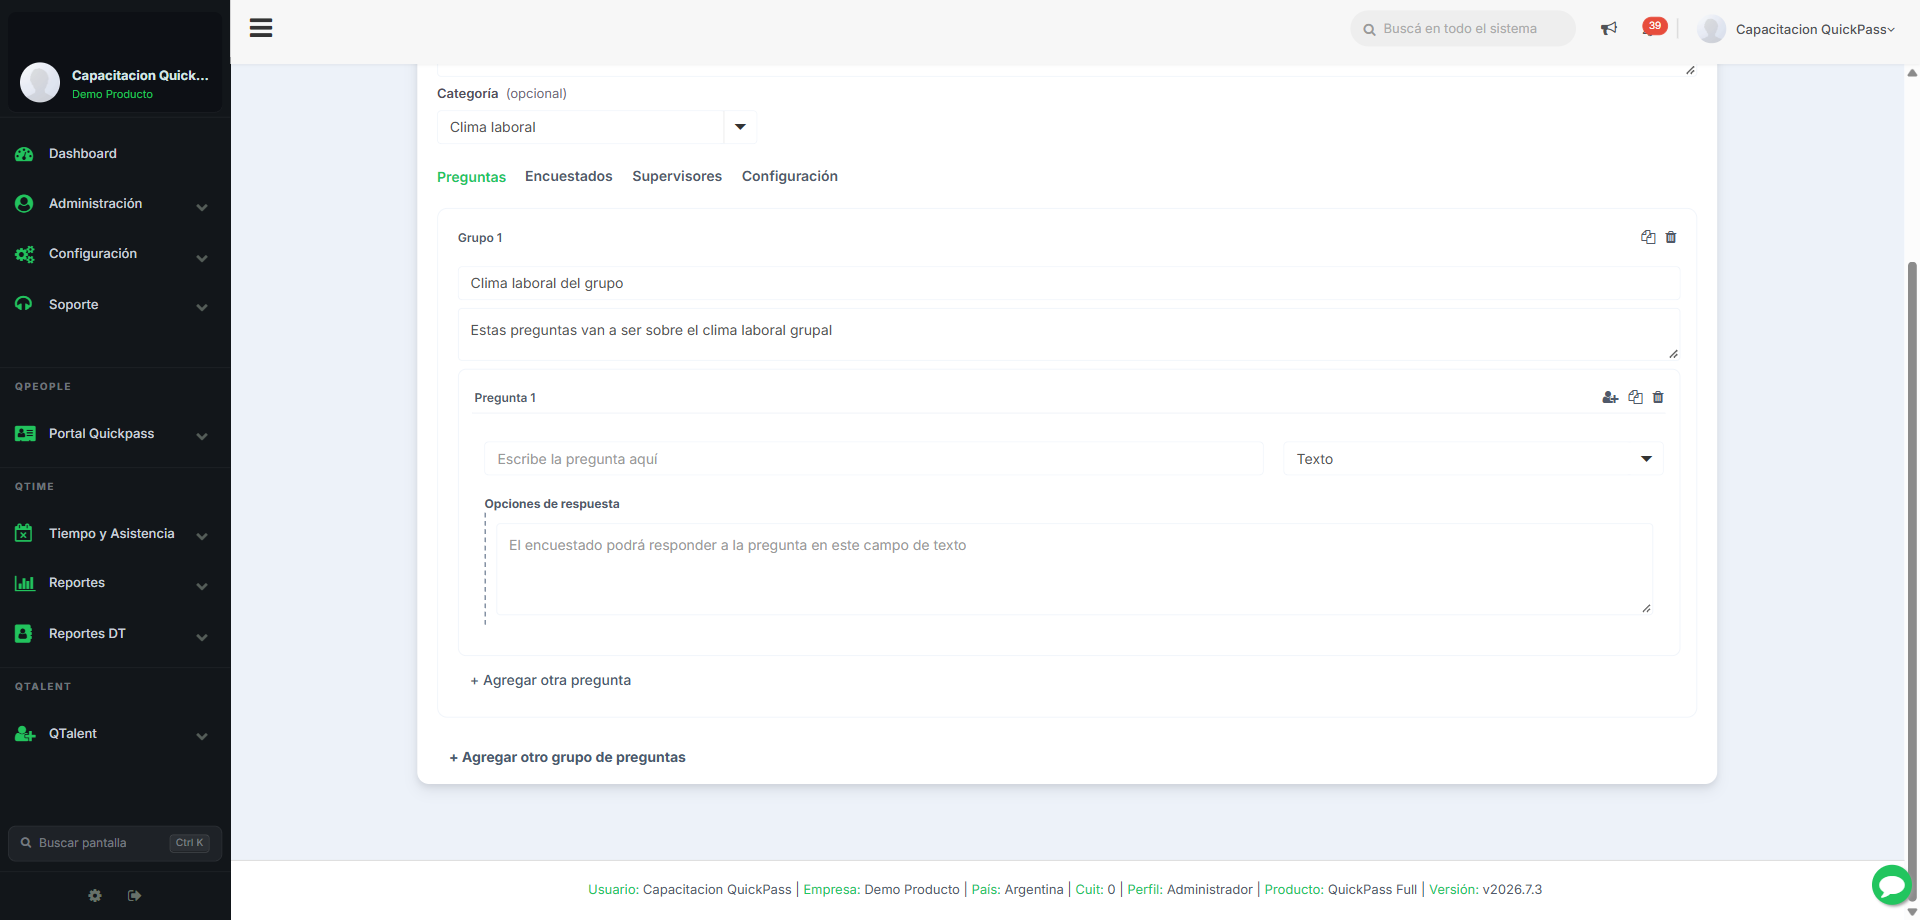 Capacitacion Quick...
Demo Producto
Dashboard
Administración
Configuración
Soporte
QPEOPLE
Portal Quickpass
QTIME
Tiempo y Asistencia
Reportes
Reportes DT
QTALENT
QTalent
Buscar pantalla
Ctrl K
Buscá en todo el sistema
39
Capacitacion QuickPass
Categoría (opcional)
Clima laboral
Preguntas
Encuestados
Supervisores
Configuración
Grupo 1
Clima laboral del grupo
Estas preguntas van a ser sobre el clima laboral grupal
Pregunta 1
Escribe la pregunta aquí
Texto
Opciones de respuesta
El encuestado podrá responder a la pregunta en este campo de texto
+ Agregar otra pregunta
+ Agregar otro grupo de preguntas
Usuario: Capacitacion QuickPass | Empresa: Demo Producto | País: Argentina | Cuit: 0 | Perfil: Administrador | Producto: QuickPass Full | Versión: v2026.7.3